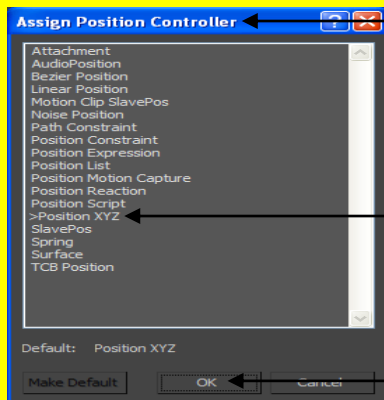 Assign Position Controller
Attachment
AudioPosition
Bezier Position
Linear Position
Motion Clip SlavePos
Noise Position
Path Constraint
Position Constraint
Position Expression
Position List
Position Motion Capture
Position Reaction
Position Script
>Position XYZ
SlavePos
Spring
Surface
TCB Position
Default: Position XYZ
Make Default OK Cancel